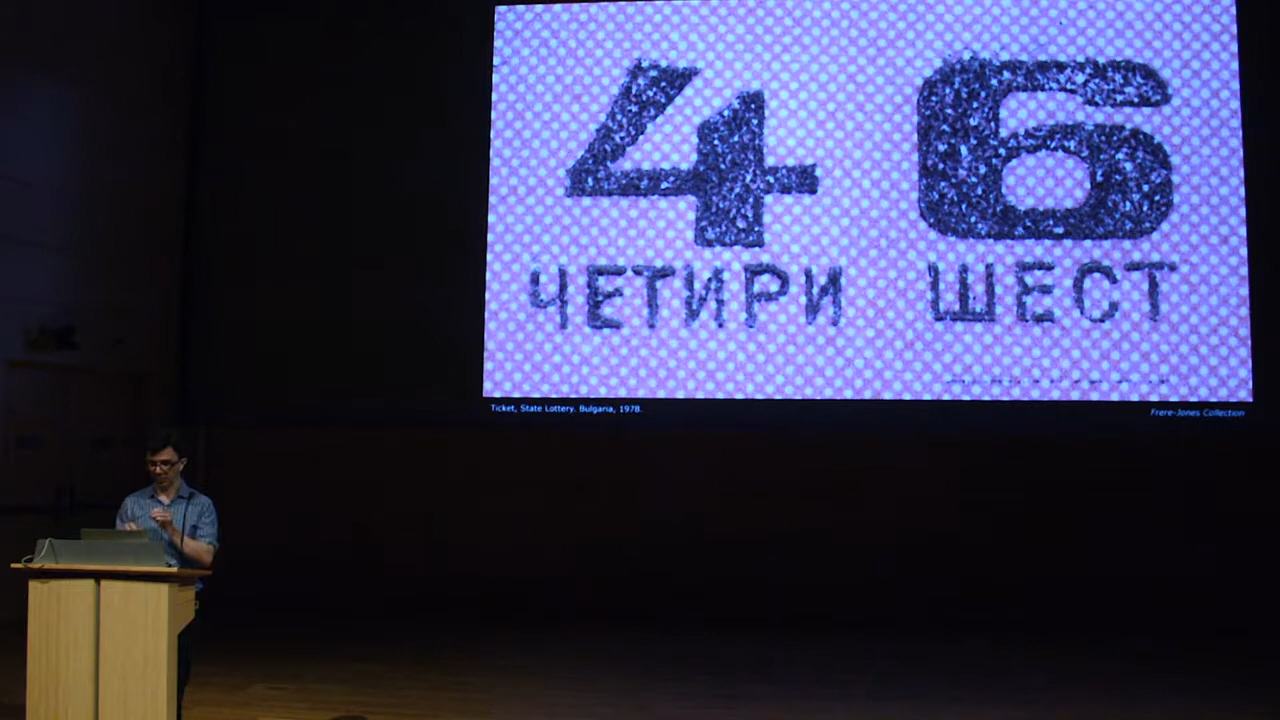 4 6
ЧЕТИРИ ШЕСТ
Ticket, State Lottery. Bulgaria, 1978.
Frere-Jones Collection